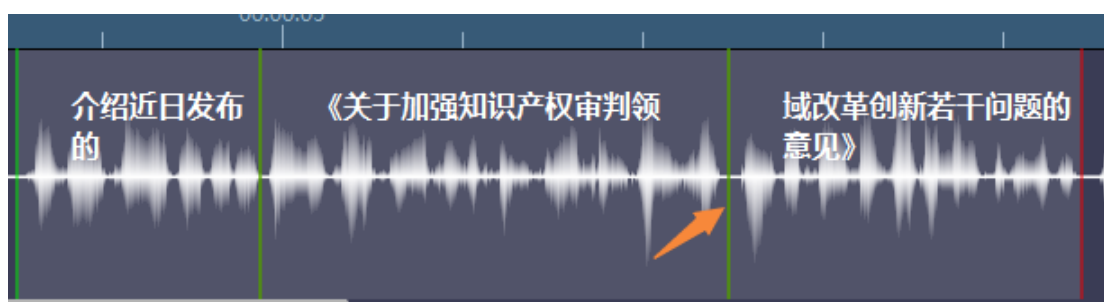 介绍近日发布
的
《关于加强知识产权审判领
域改革创新若干问题的
意见》